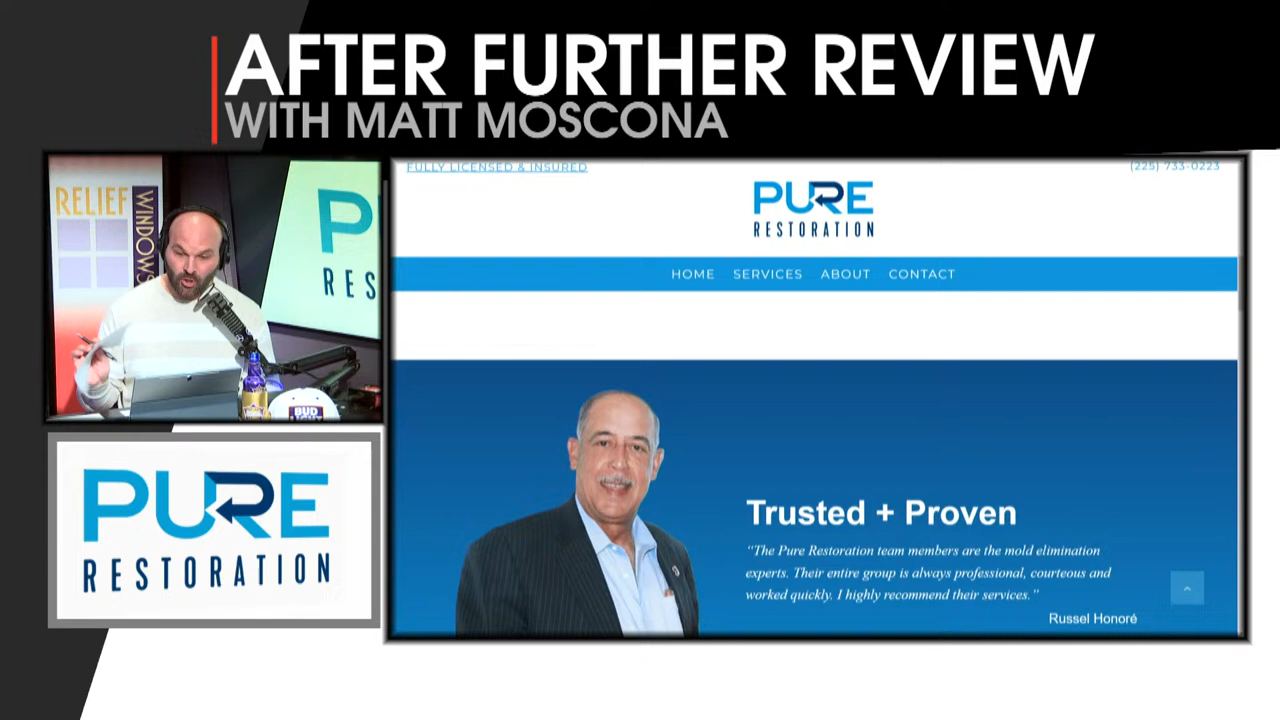 AFTER FURTHER REVIEW
WITH MATT MOSCONA
RELIEF
WINDOWS
P
RES
BUD
LIGHT
FULLY LICENSED & INSURED
(225) 733-0223
PURE
RESTORATION
HOME SERVICES ABOUT CONTACT
Trusted + Proven
“The Pure Restoration team members are the mold elimination
experts. Their entire group is always professional, courteous and
worked quickly. I highly recommend their services.”
Russel Honoré
PURE
RESTORATION